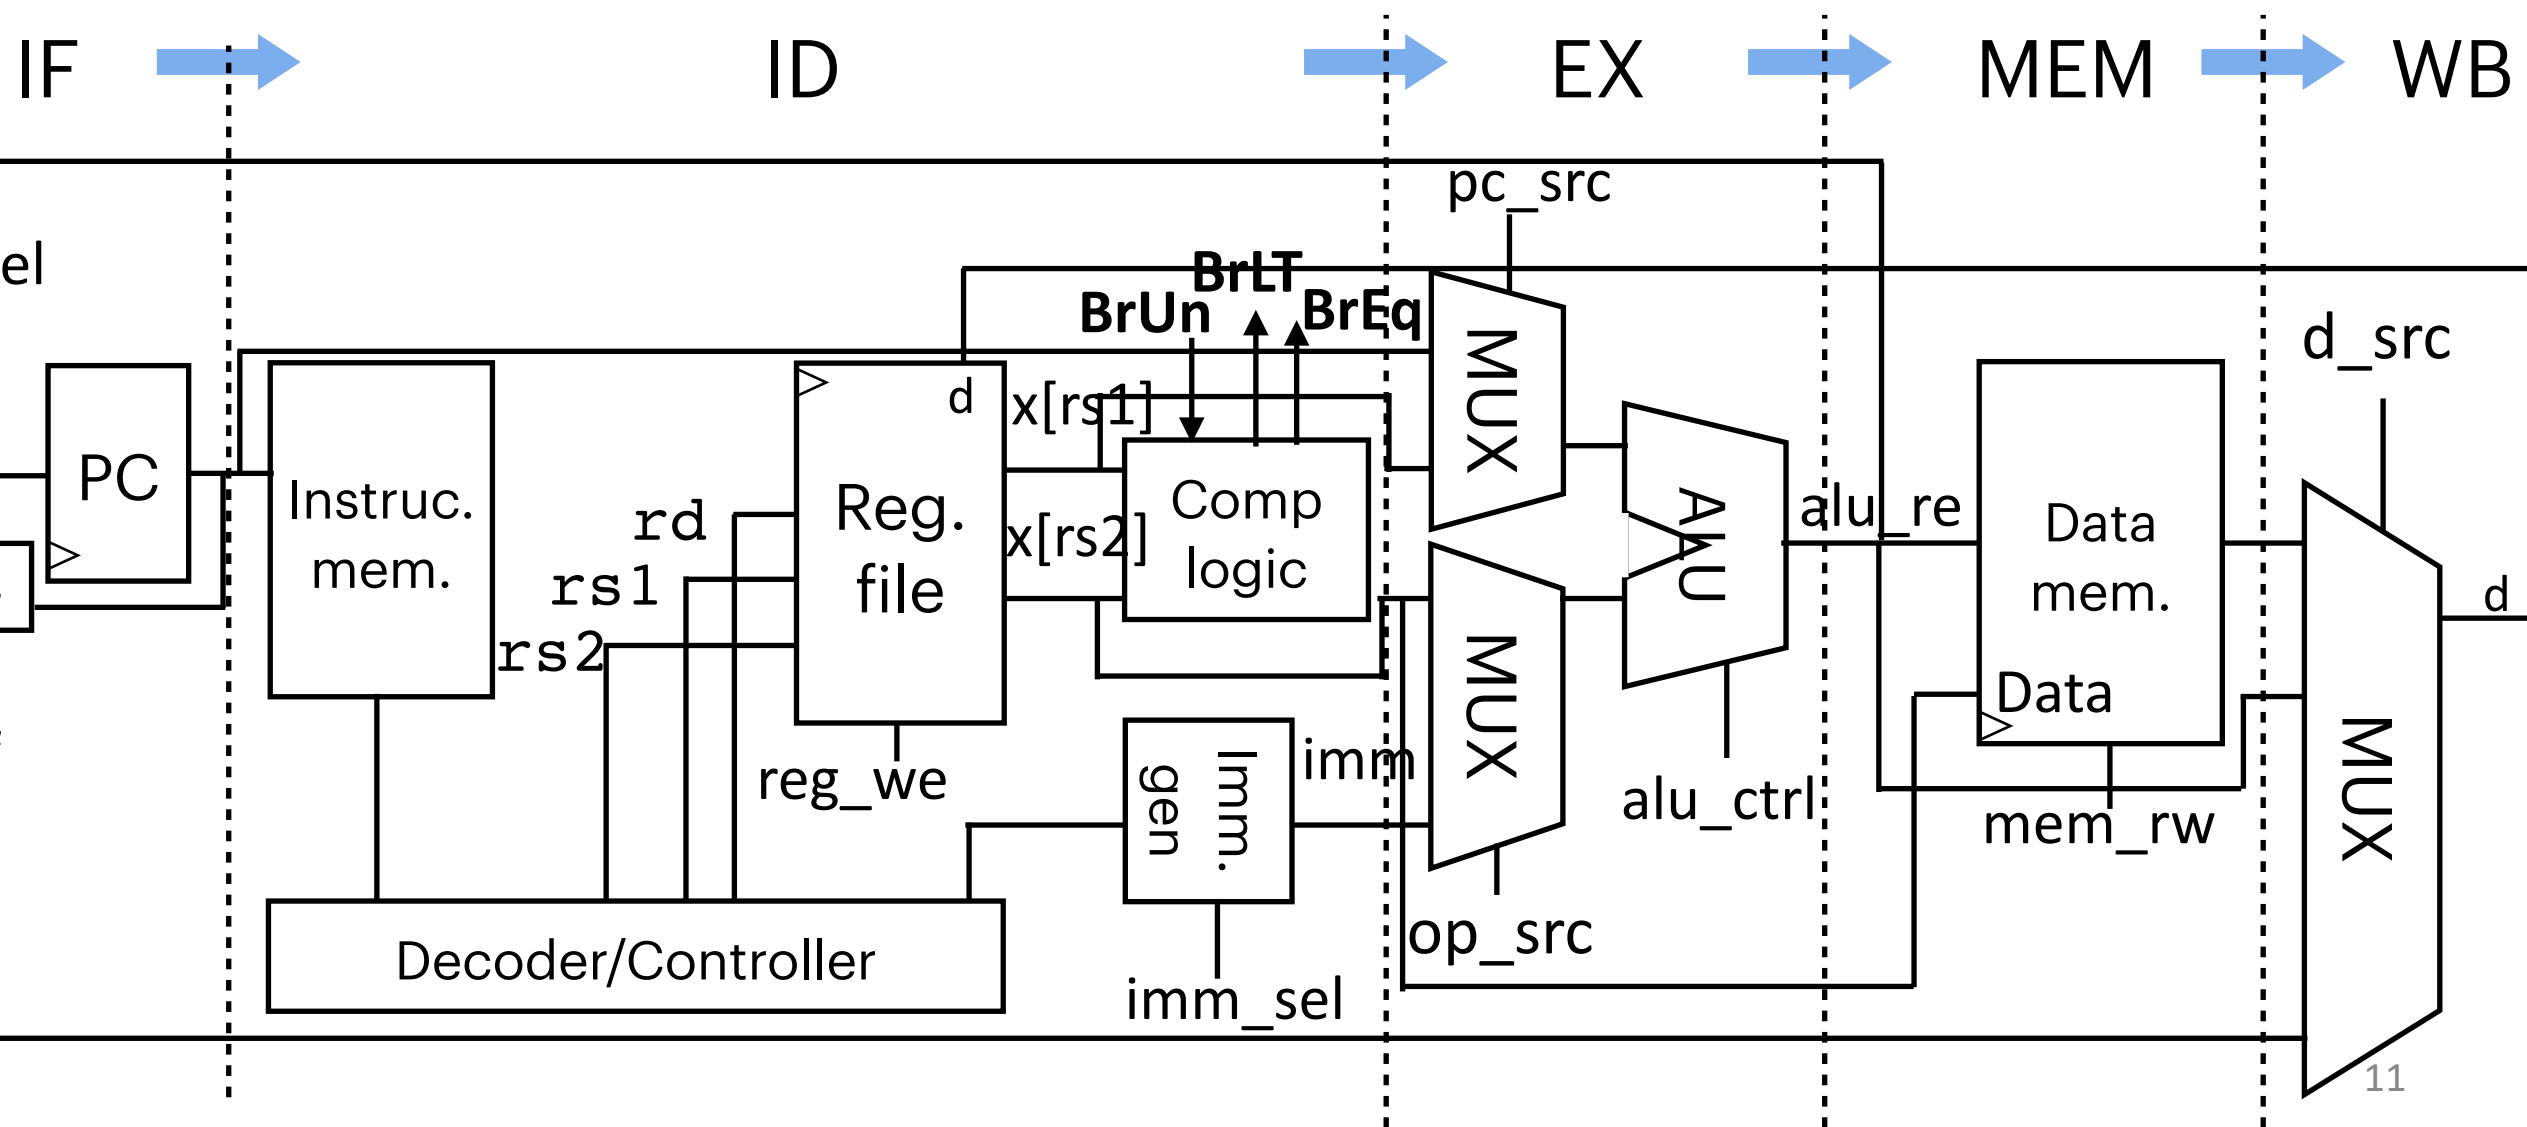 IF
ID
EX
MEM
WB
pc_src
el
BrLT
BrUn
BrEq
d_src
d
x[rs1]
MUX
PC
Instruc.
mem.
rd
rs1
rs2
Reg.
file
x[rs2]
Comp
logic
ALU
alu_re
Data
mem.
Data
d
MUX
reg_we
Imm.
gen
imm
alu_ctrl
mem_rw
MUX
op_src
Decoder/Controller
imm_sel
11